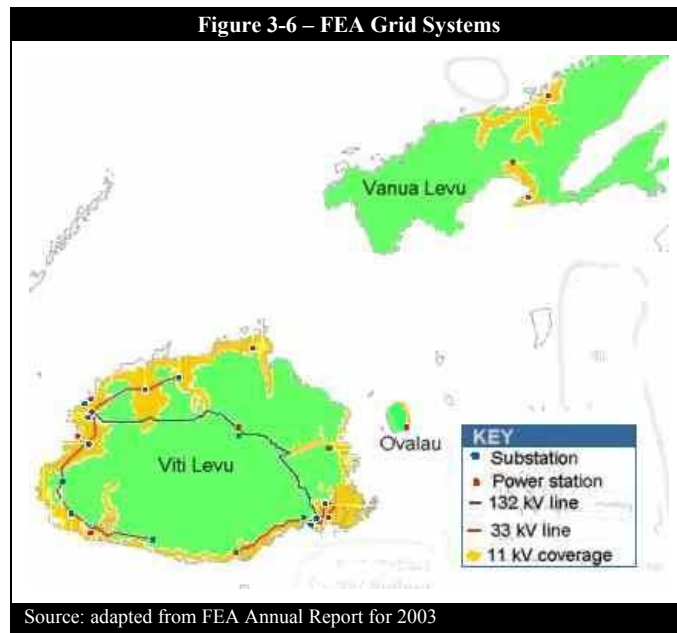 Figure 3-6 – FEA Grid Systems
Vanua Levu
Viti Levu
Ovalau
KEY
Substation
Power station
132 kV line
33 kV line
11 kV coverage
Source: adapted from FEA Annual Report for 2003